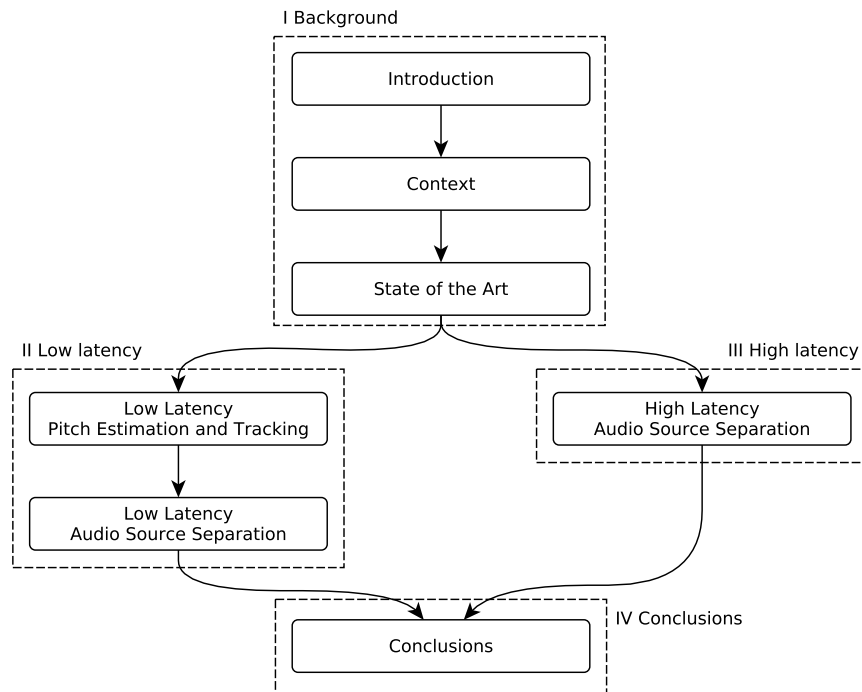 I Background
Introduction
Context
State of the Art
II Low latency
Low Latency
Pitch Estimation and Tracking
Low Latency
Audio Source Separation
III High latency
High Latency
Audio Source Separation
IV Conclusions
Conclusions